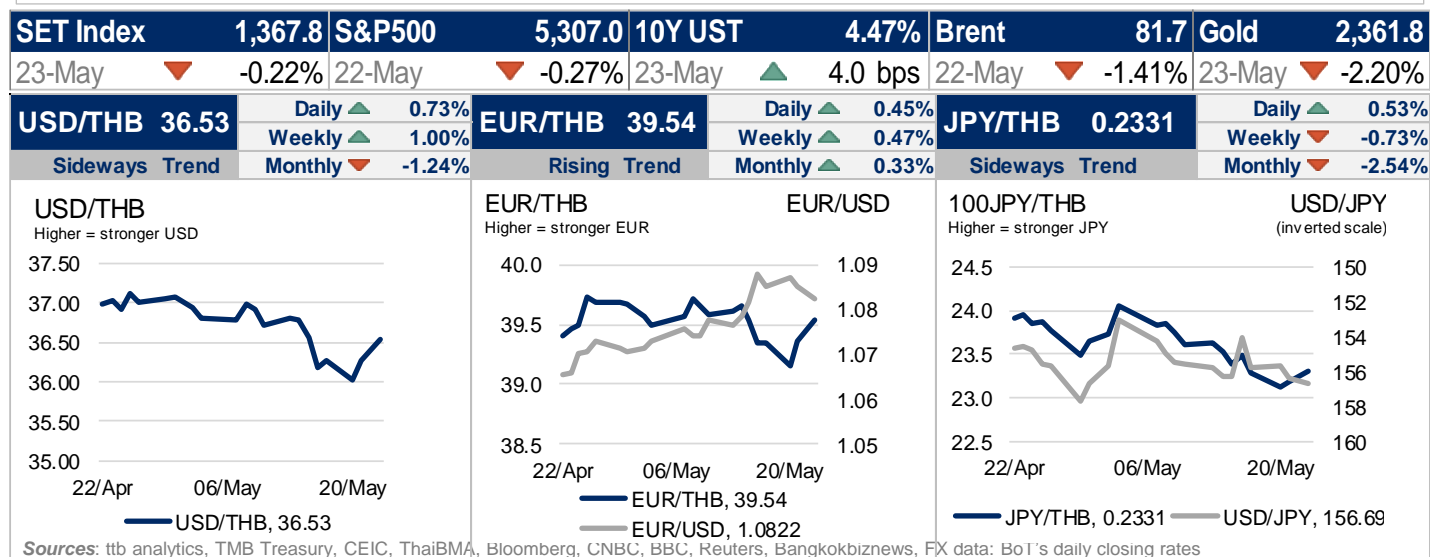 SET Index 1,367.8 S&P500 5,307.0 10Y UST 4.47% Brent 81.7 Gold 2,361.8
23-May -0.22% 22-May -0.27% 23-May 4.0 bps 22-May -1.41% 23-May -2.20%
USD/THB 36.53
Daily 0.73%
Weekly 1.00%
Sideways Trend Monthly -1.24%
EUR/THB 39.54
Daily 0.45%
Weekly 0.47%
Rising Trend Monthly 0.33%
JPY/THB 0.2331
Daily 0.53%
Weekly -0.73%
Sideways Trend Monthly -2.54%
USD/THB
Higher = stronger USD
37.50
37.00
36.50
36.00
35.50
35.00
22/Apr 06/May 20/May
USD/THB, 36.53
EUR/THB EUR/USD
Higher = stronger EUR
40.0 1.09
1.08
39.5
1.07
39.0
1.06
38.5 1.05
22/Apr 06/May 20/May
EUR/THB, 39.54
EUR/USD, 1.0822
100JPY/THB USD/JPY
Higher = stronger JPY (inverted scale)
24.5 150
152
24.0
154
23.5
156
23.0
158
22.5 160
22/Apr 06/May 20/May
JPY/THB, 0.2331 USD/JPY, 156.69
Sources: ttb analytics, TMB Treasury, CEIC, ThaiBMA, Bloomberg, CNBC, BBC, Reuters, Bangkokbiznews, FX data: BoT's daily closing rates